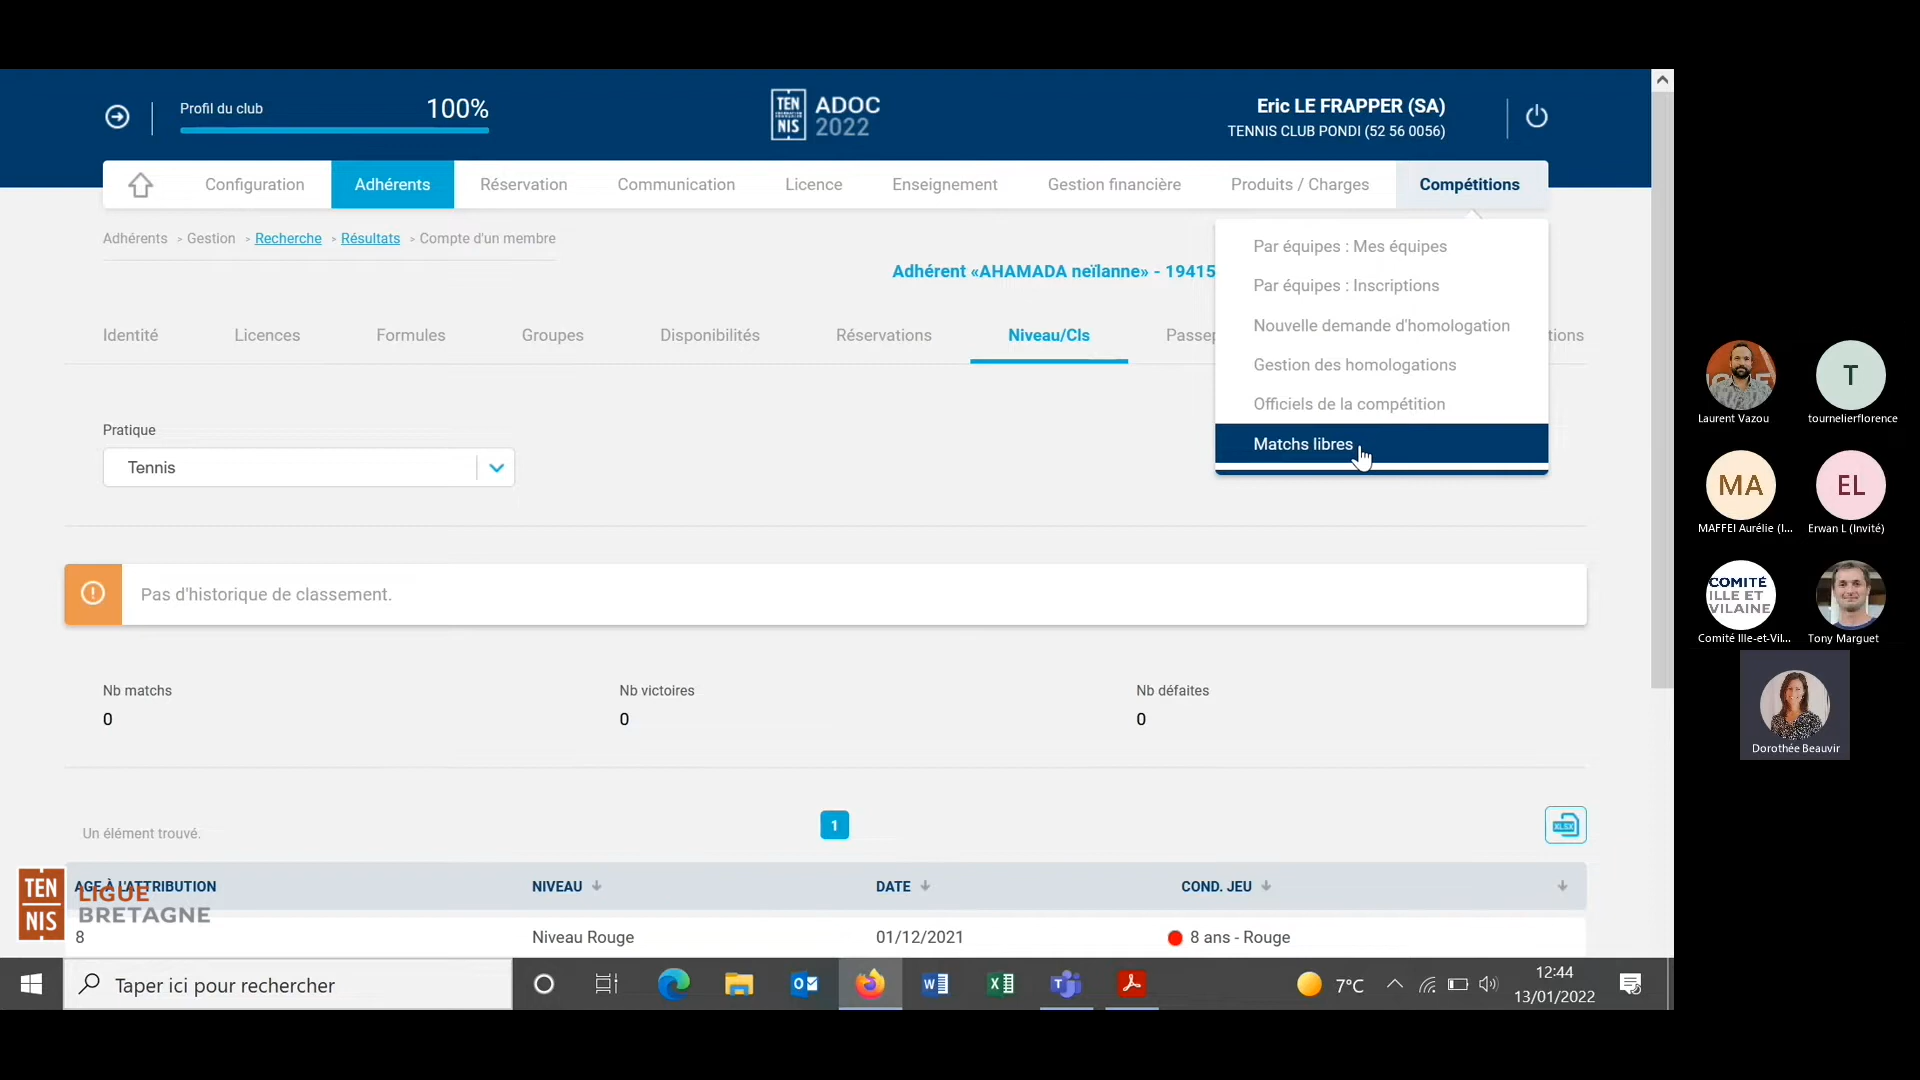 Profil du club 100%
TEN
NIS
ADOC
2022
Eric LE FRAPPER (SA)
TENNIS CLUB PONDI (52 56 0056)
Configuration Adhérents Réservation Communication Licence Enseignement Gestion financière Produits / Charges Compétitions
Adhérents > Gestion > Recherche > Résultats > Compte d'un membre
Adhérent «AHAMADA neïlanne» - 19415
Par équipes : Mes équipes
Par équipes : Inscriptions
Nouvelle demande d'homologation
Gestion des homologations
Officiels de la compétition
Matchs libres
Identité Licences Formules Groupes Disponibilités Réservations Niveau/Cls Passep tions
Pratique
Tennis
Pas d'historique de classement.
Nb matchs Nb victoires Nb défaites
0 0 0
Un élément trouvé. 1 XLSX
AGE À L'ATTRIBUTION NIVEAU DATE COND. JEU
8 Niveau Rouge 01/12/2021 8 ans - Rouge
TEN
NIS
LIGUE
BRETAGNE
Taper ici pour rechercher
7°C
12:44
13/01/2022
Laurent Vazou
T
tournelierflorence
MA
MAFFEI Aurélie (I...
EL
Erwan L (Invité)
COMITÉ
ILLE ET
VILAINE
Comité Ille-et-Vil...
Tony Marguet
Dorothée Beauvir